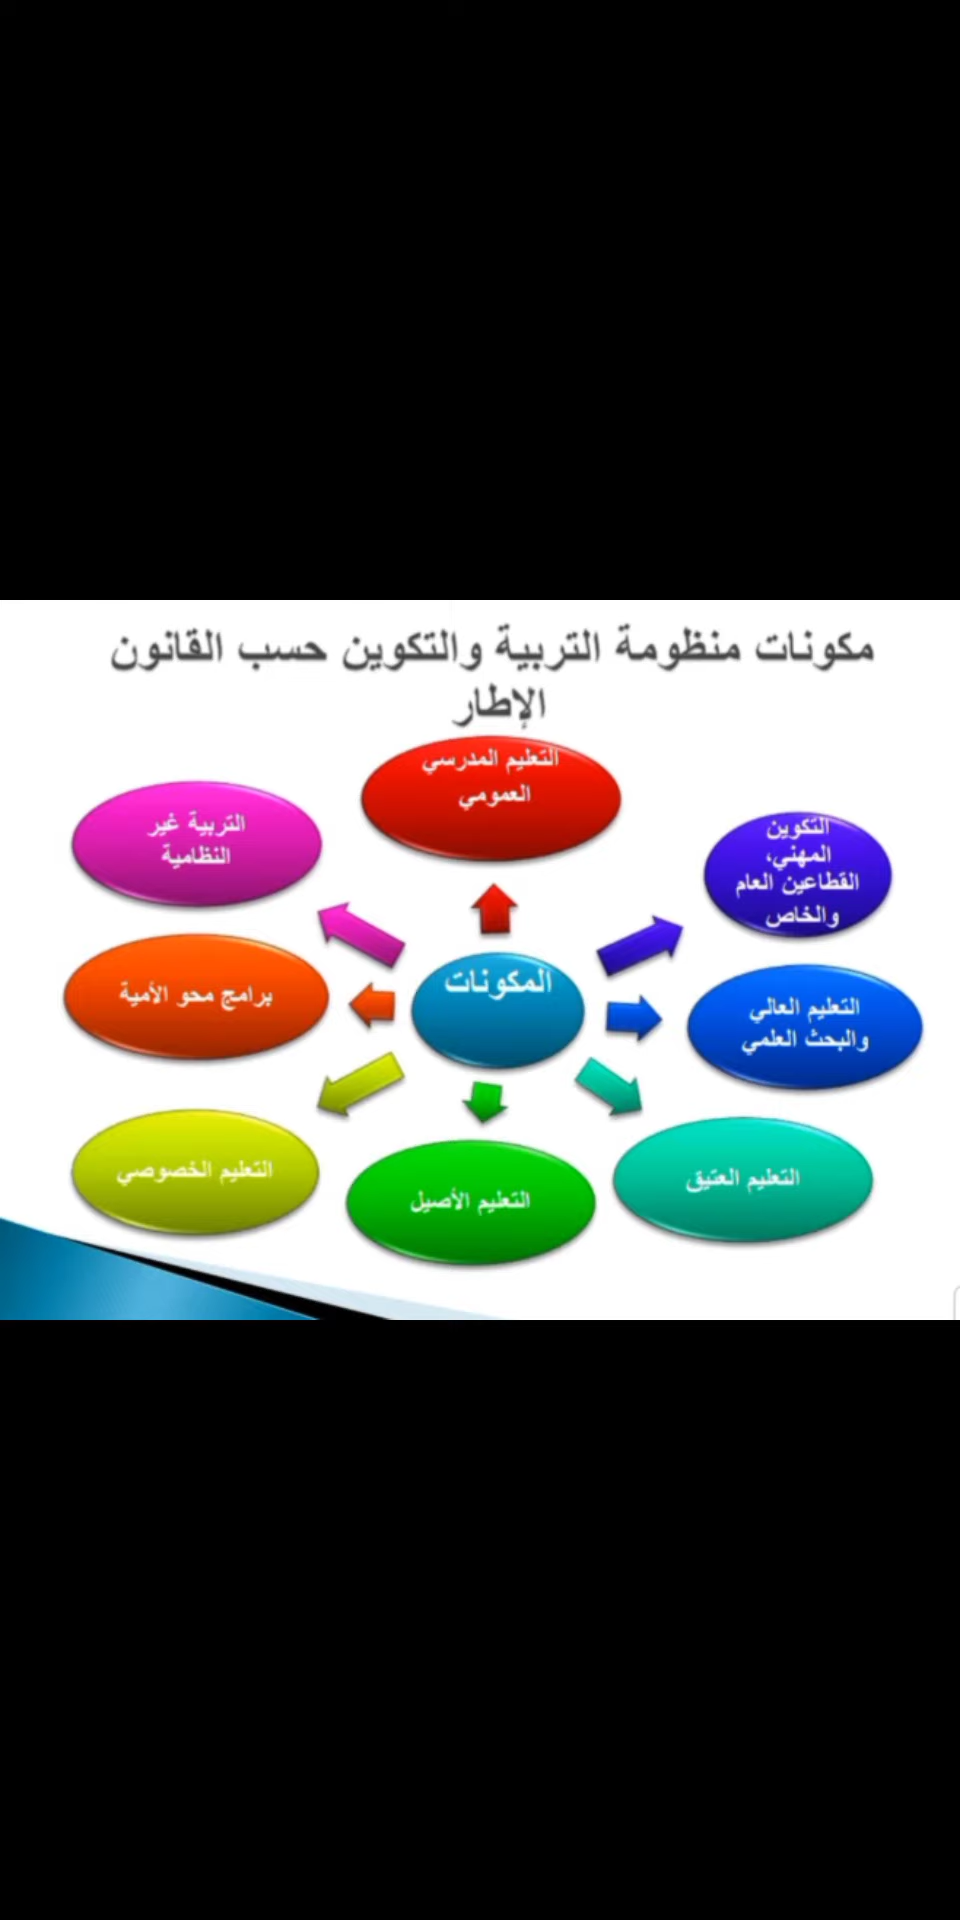 مكونات منظومة التربية والتكوين حسب القانون
الإطار
التعليم المدرسي
العمومي
التكوين
المهني،
القطاعين العام
والخاص
التعليم العالي
والبحث العلمي
التعليم العتيق
التعليم الأصيل
التعليم الخصوصي
برامج محو الأمية
التربية غير
النظامية
المكونات